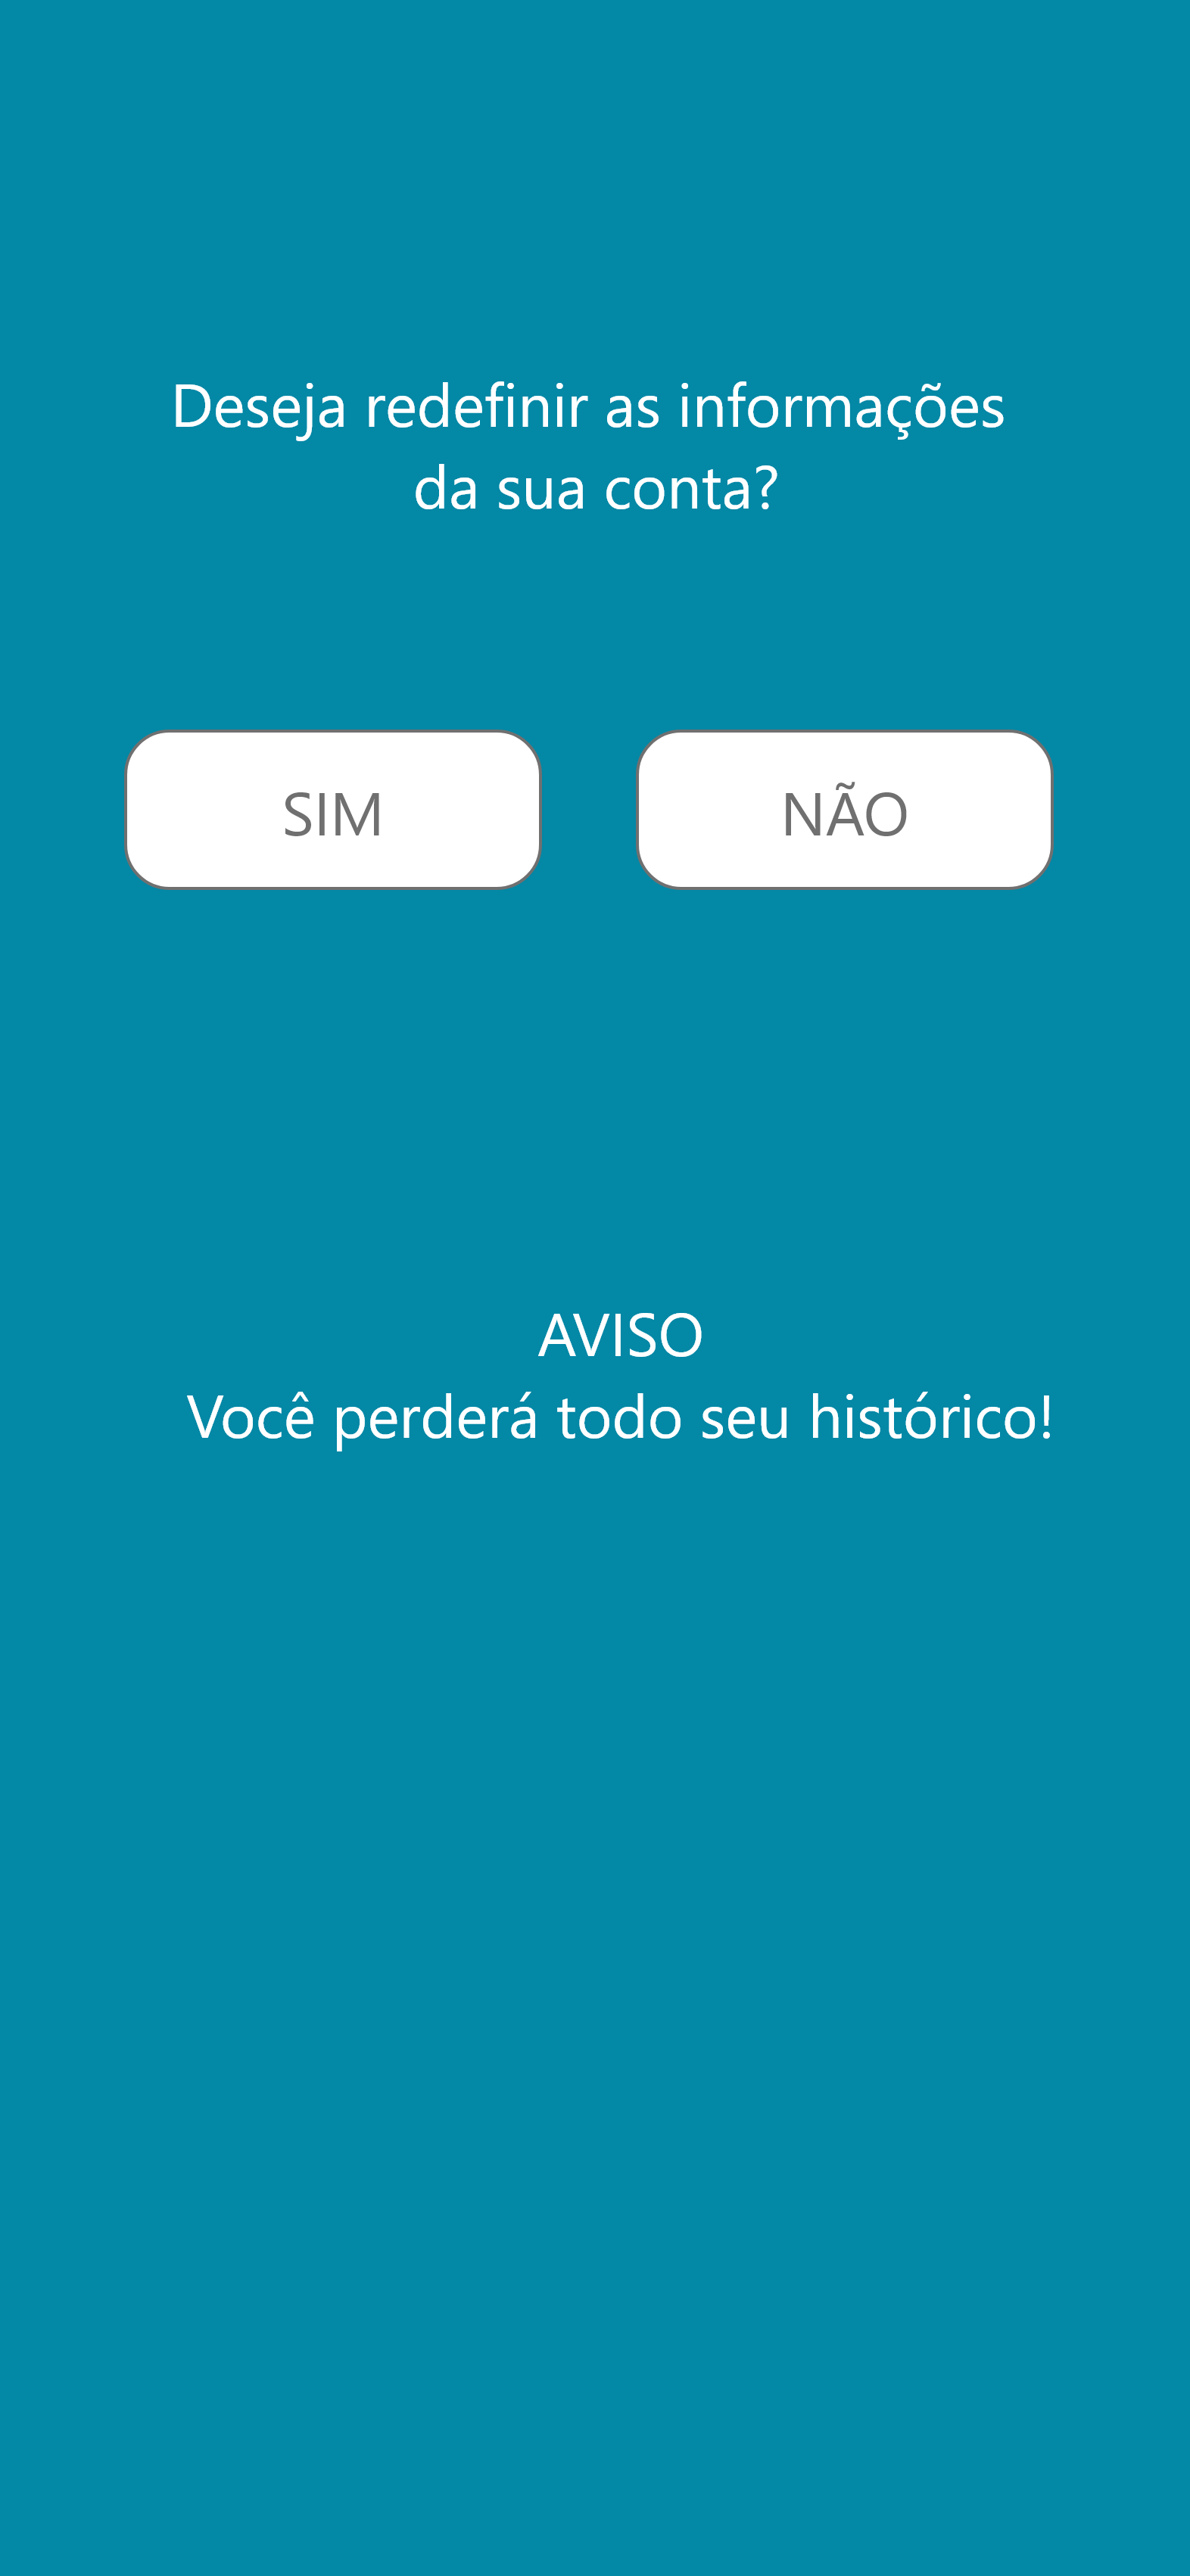 Deseja redefinir as informações
da sua conta?
SIM
NÃO
AVISO
Você perderá todo seu histórico!